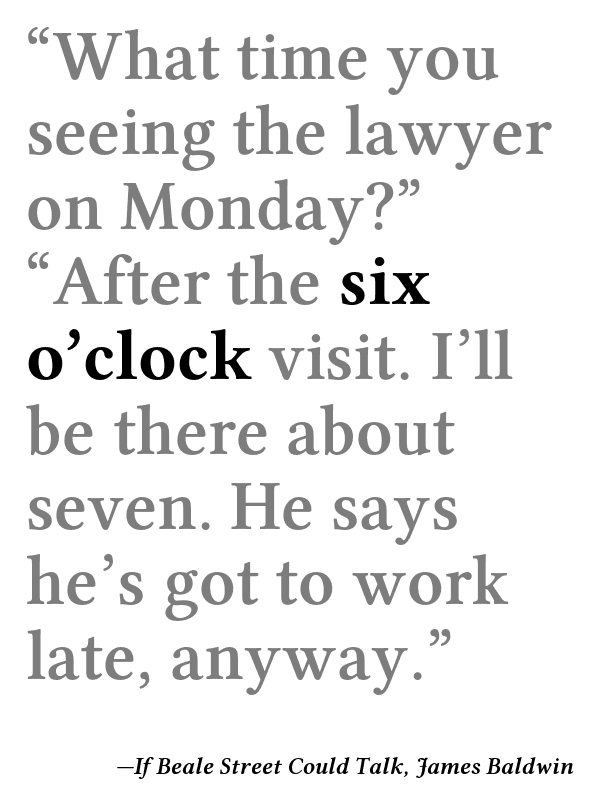 “What time you
seeing the lawyer
on Monday?”
“After the six
o’clock visit. I’ll
be there about
seven. He says
he’s got to work
late, anyway.”
—If Beale Street Could Talk, James Baldwin